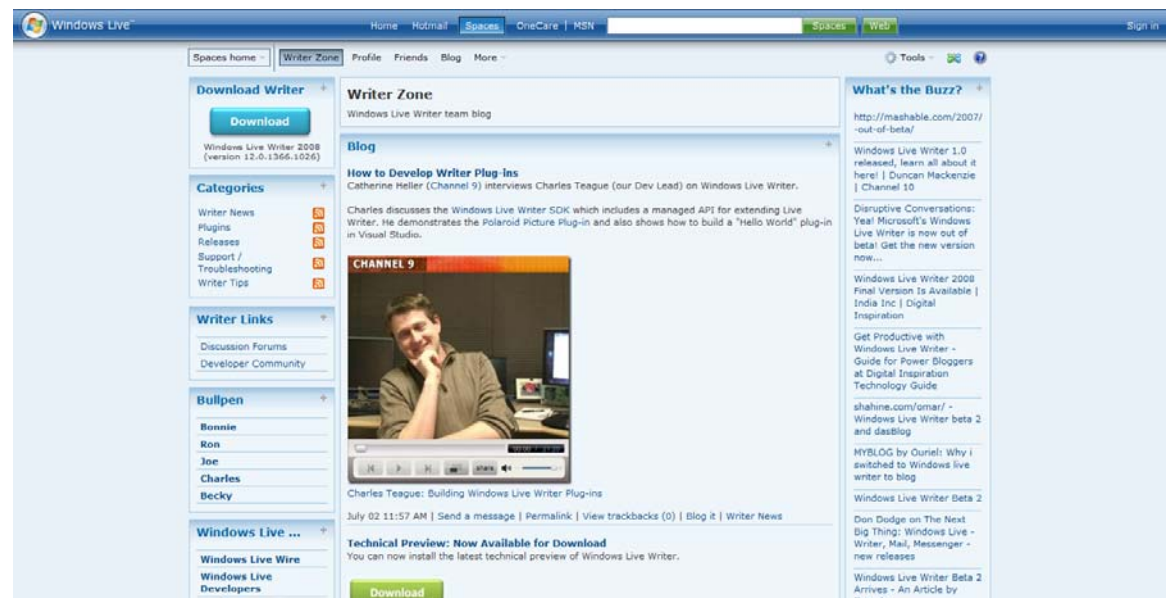 Windows Live™
Home Hotmail Spaces OneCare | MSN Spaces Web Sign in
Spaces home Writer Zone Profile Friends Blog More Tools
Download Writer
Download
Windows Live Writer 2008
(version 12.0.1366.1026)
Categories
Writer News
Plugins
Releases
Support /
Troubleshooting
Writer Tips
Writer Links
Discussion Forums
Developer Community
Bullpen
Bonnie
Ron
Joe
Charles
Becky
Windows Live ...
Windows Live Wire
Windows Live
Developers
Writer Zone
Windows Live Writer team blog
Blog
How to Develop Writer Plug-ins
Catherine Heller (Channel 9) interviews Charles Teague (our Dev Lead) on Windows Live Writer.
Charles discusses the Windows Live Writer SDK which includes a managed API for extending Live
Writer. He demonstrates the Polaroid Picture Plug-in and also shows how to build a "Hello World" plug-in
in Visual Studio.
CHANNEL 9
share
Charles Teague: Building Windows Live Writer Plug-ins
July 02 11:57 AM | Send a message | Permalink | View trackbacks (0) | Blog it | Writer News
Technical Preview: Now Available for Download
You can now install the latest technical preview of Windows Live Writer.
Download
What's the Buzz?
http://mashable.com/2007/
-out-of-beta/
Windows Live Writer 1.0
released, learn all about it
here! | Duncan Mackenzie
| Channel 10
Disruptive Conversations:
Yea! Microsoft's Windows
Live Writer is now out of
beta! Get the new version
now...
Windows Live Writer 2008
Final Version Is Available |
India Inc | Digital
Inspiration
Get Productive with
Windows Live Writer -
Guide for Power Bloggers
at Digital Inspiration
Technology Guide
shahine.com/omar/ -
Windows Live Writer beta 2
and dasBlog
MYBLOG by Ouriel: Why i
switched to Windows live
writer to blog
Windows Live Writer Beta 2
Don Dodge on The Next
Big Thing: Windows Live -
Writer, Mail, Messenger -
new releases
Windows Live Writer Beta 2
Arrives - An Article by